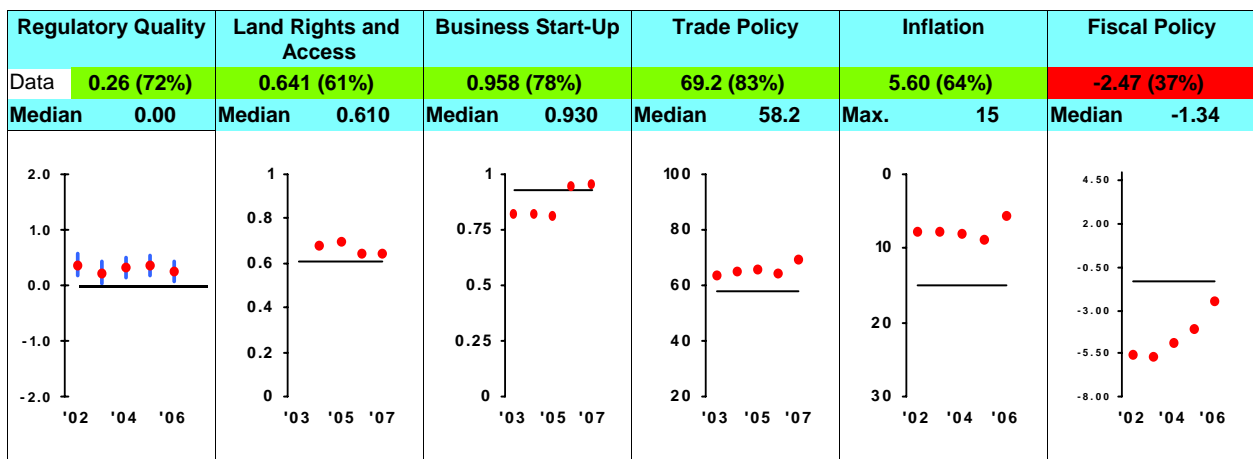 Regulatory Quality
Land Rights and
Access
Business Start-Up
Trade Policy
Inflation
Fiscal Policy
Data 0.26 (72%)
0.641 (61%)
0.958 (78%)
69.2 (83%)
5.60 (64%)
-2.47 (37%)
Median 0.00
Median 0.610
Median 0.930
Median 58.2
Max. 15
Median -1.34
2.0
1.0
0.0
-1.0
-2.0
'02 '04 '06
1
0.8
0.6
0.4
0.2
0
'03 '05 '07
1
0.75
0.5
0.25
0
'03 '05 '07
100
80
60
40
20
'03 '05 '07
0
10
20
30
'02 '04 '06
4.50
2.00
-0.50
-3.00
-5.50
-8.00
'02 '04 '06